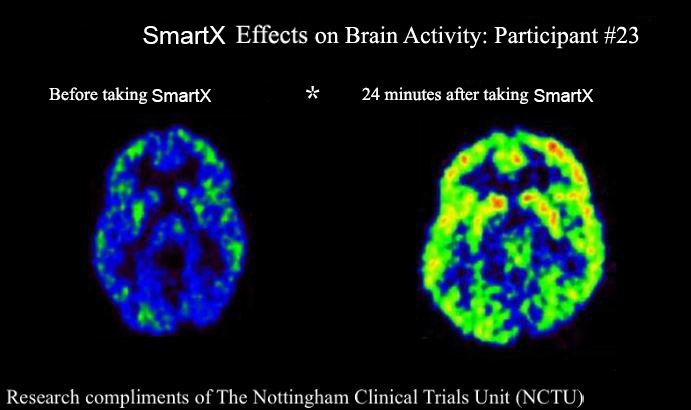 SmartX Effects on Brain Activity: Participant #23
Before taking SmartX * 24 minutes after taking SmartX
Research compliments of The Nottingham Clinical Trials Unit (NCTU)